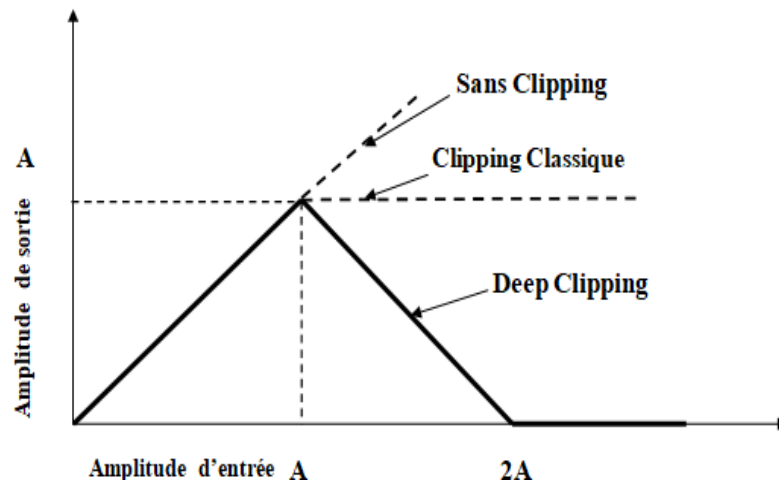 Sans Clipping
A
Clipping Classique
Amplitude de sortie
Deep Clipping
Amplitude d’entrée A
2A